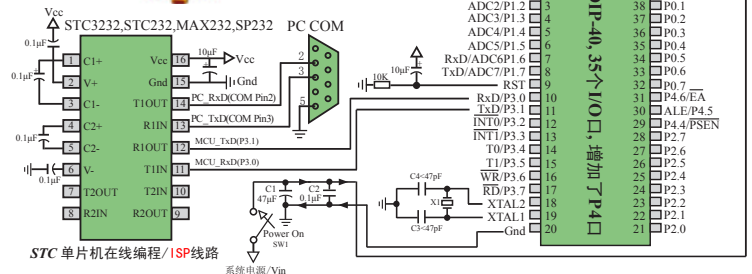 STC3232,STC232,MAX232,SP232
PC COM
Vcc
0.1μF
0.1μF
0.1μF
0.1μF
1 C1+
2 V+
3 C1-
4 C2+
5 C2-
6 V-
7 T2OUT
8 R2IN
Vcc 16
Gnd 15
T1OUT 14
R1IN 13
R1OUT 12
T1IN 11
T2IN 10
R2OUT 9
10μF
Vcc
Gnd
PC_RxD(COM Pin2)
PC_TxD(COM Pin3)
MCU_TxD(P3.1)
MCU_RxD(P3.0)
2
3
5
10μF
10K
ADC2/P1.2 3
ADC3/P1.3 4
ADC4/P1.4 5
ADC5/P1.5 6
RxD/ADC6P1.6 7
TxD/ADC7/P1.7 8
RST 9
RxD/P3.0 10
TxD/P3.1 11
INT0/P3.2 12
INT1/P3.3 13
T0/P3.4 14
T1/P3.5 15
WR/P3.6 16
RD/P3.7 17
XTAL2 18
XTAL1 19
Gnd 20
DIP-40, 35个I/O口, 增加了P4口
38 P0.1
37 P0.2
36 P0.3
35 P0.4
34 P0.5
33 P0.6
32 P0.7
31 P4.6/EA
30 ALE/P4.5
29 P4.4/PSEN
28 P2.7
27 P2.6
26 P2.5
25 P2.4
24 P2.3
23 P2.2
22 P2.1
21 P2.0
C4<47pF
X1
C3<47pF
C1
47μF
C2
0.1μF
Power On
SW1
系统电源/Vin
STC 单片机在线编程/ISP线路